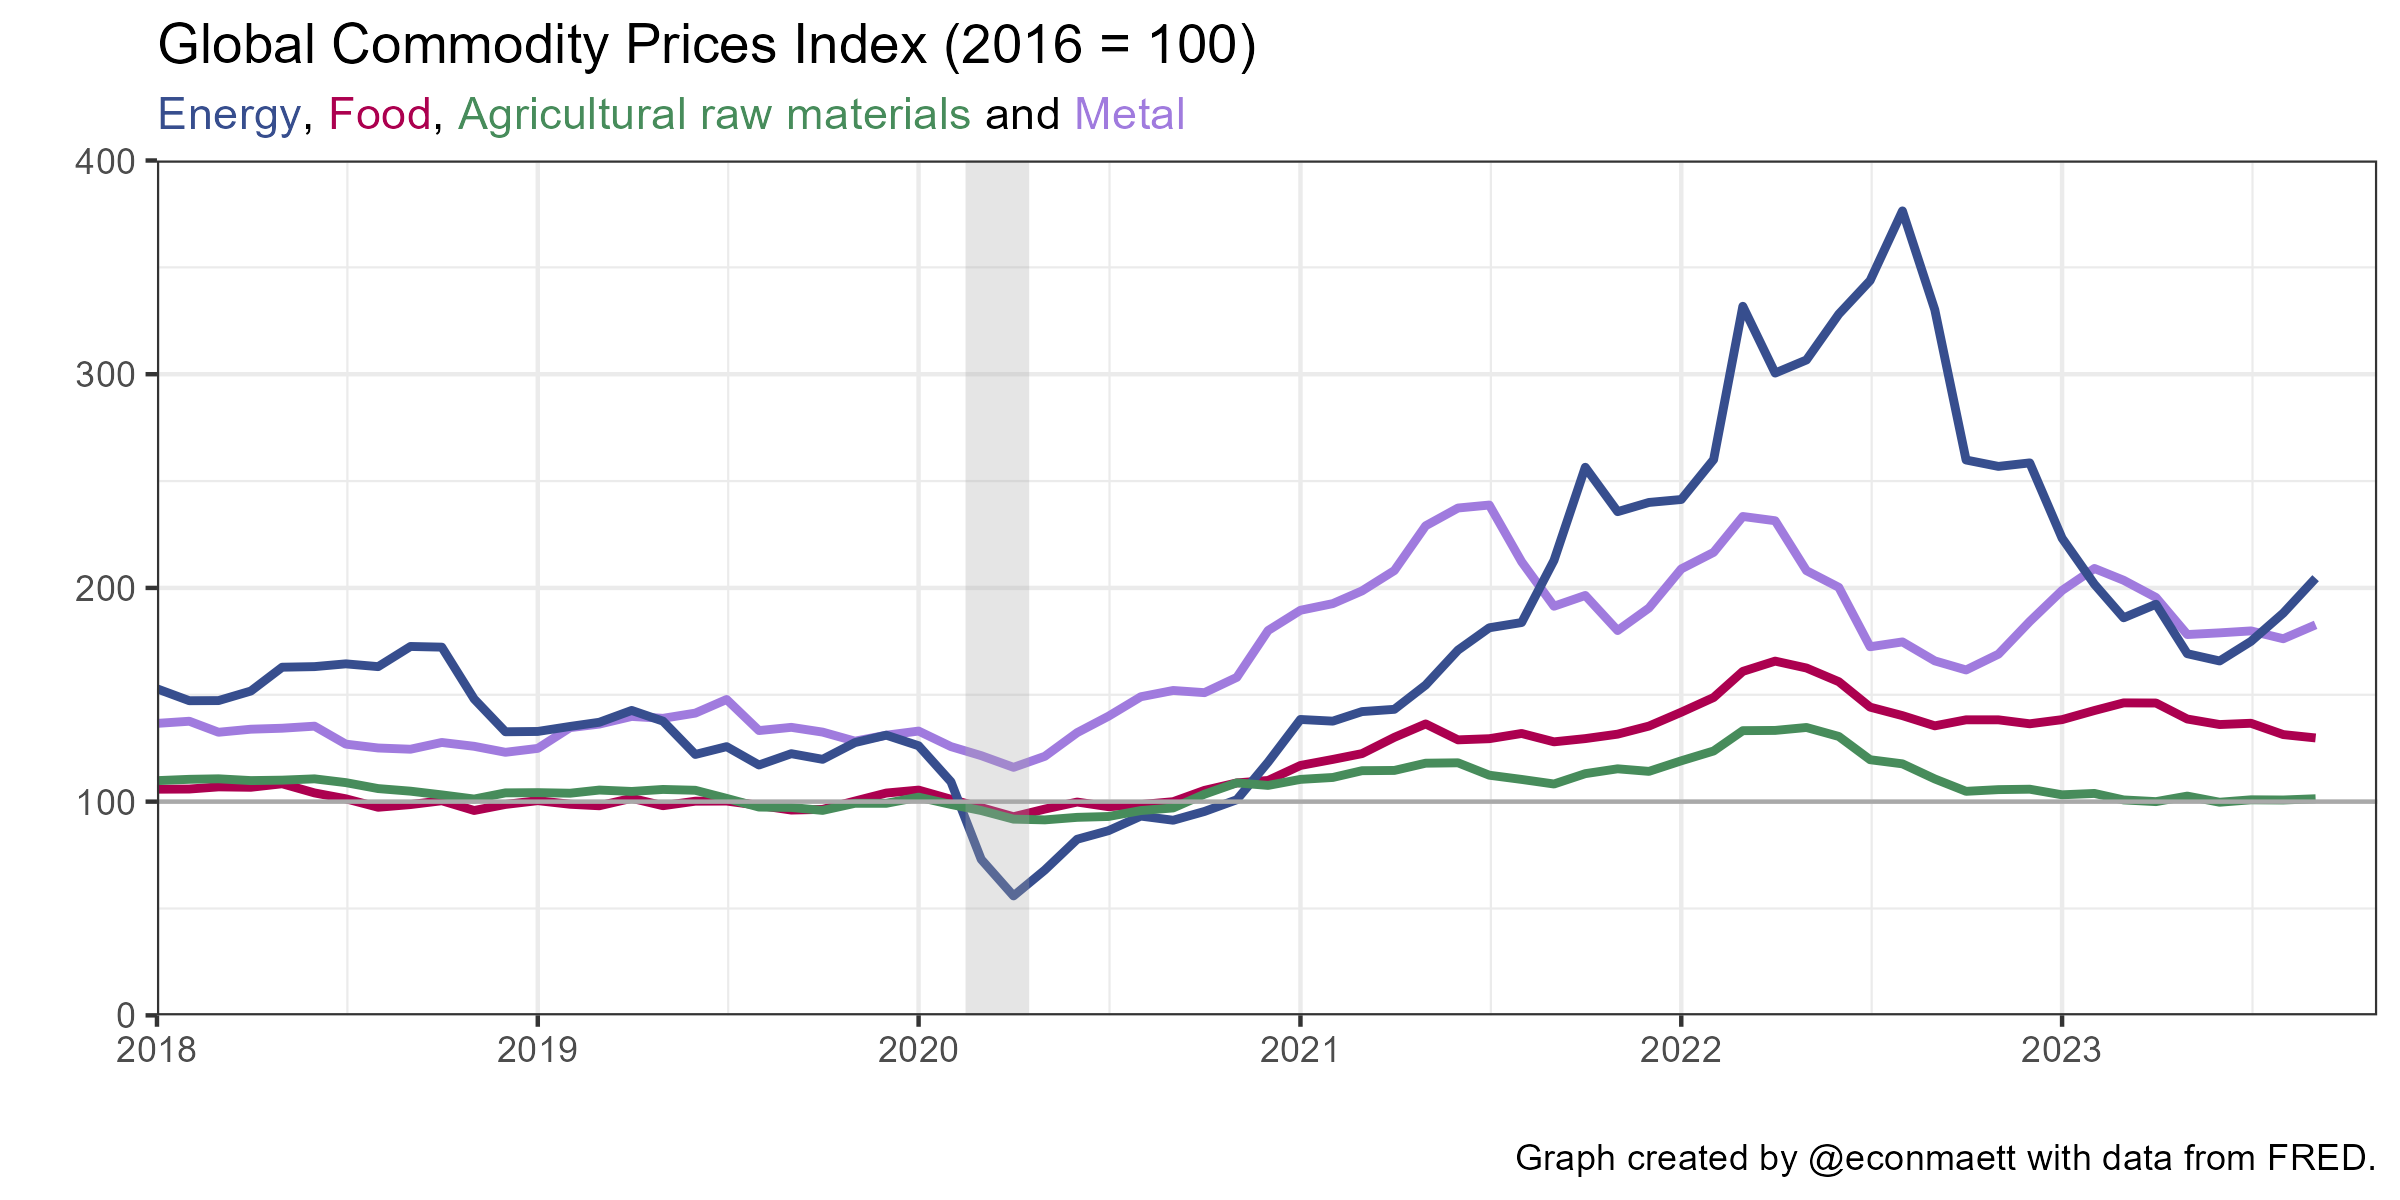 Global Commodity Prices Index (2016 = 100)
Energy, Food, Agricultural raw materials and Metal
400
300
200
100
0
2018 2019 2020 2021 2022 2023
Graph created by @econmaett with data from FRED.